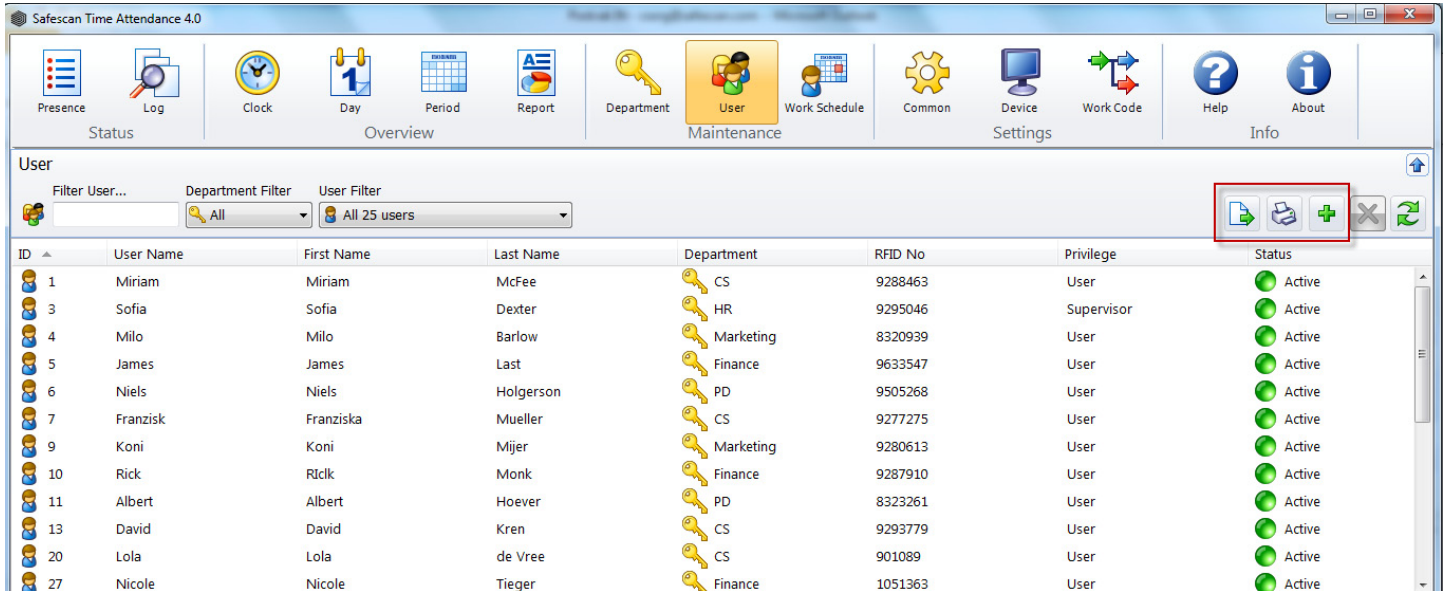 Safescan Time Attendance 4.0
Presence Log Clock Day Period Report Department User Work Schedule Common Device Work Code Help About
Status Overview Maintenance Settings Info
User
Filter User... Department Filter User Filter
All All 25 users
ID User Name First Name Last Name Department RFID No Privilege Status
1 Miriam Miriam McFee CS 9288463 User Active
3 Sofia Sofia Dexter HR 9295046 Supervisor Active
4 Milo Milo Barlow Marketing 8320939 User Active
5 James James Last Finance 9633547 User Active
6 Niels Niels Holgerson PD 9505268 User Active
7 Franzisk Franziska Mueller CS 9277275 User Active
9 Koni Koni Mijer Marketing 9280613 User Active
10 Rick RIclk Monk Finance 9287910 User Active
11 Albert Albert Hoever PD 8323261 User Active
13 David David Kren CS 9293779 User Active
20 Lola Lola de Vree CS 901089 User Active
27 Nicole Nicole Tieger Finance 1051363 User Active